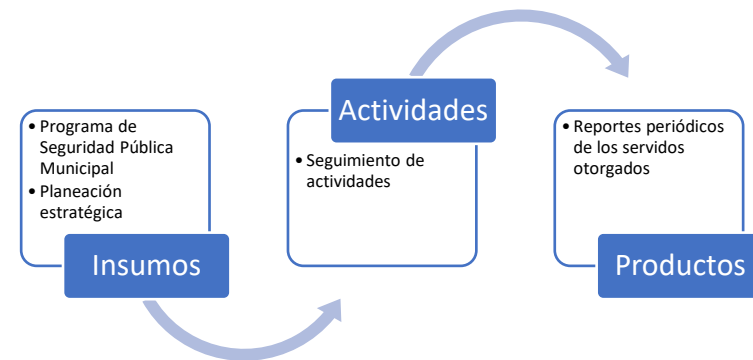 • Programa de
Seguridad Pública
Municipal
• Planeación
estratégica
Insumos
Actividades
• Seguimiento de
actividades
• Reportes periódicos
de los servidos
otorgados
Productos